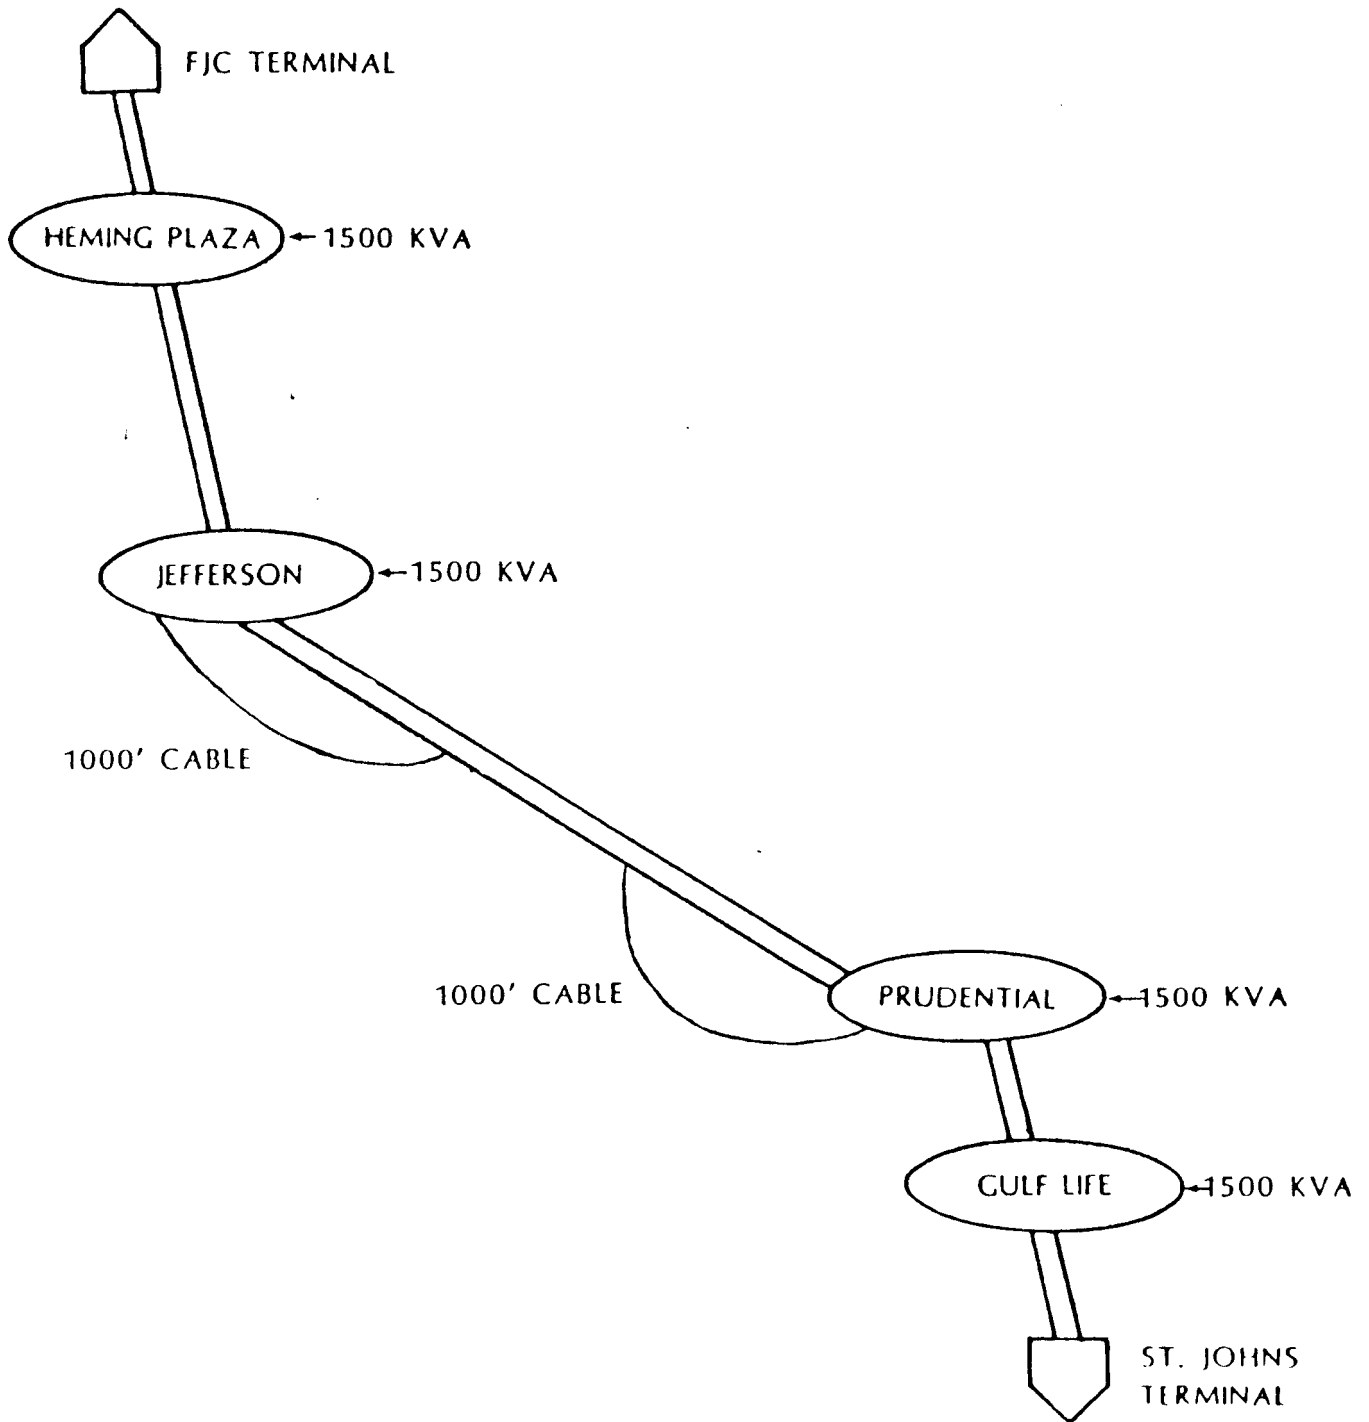 FJC TERMINAL
HEMING PLAZA
1500 KVA
JEFFERSON
1500 KVA
1000' CABLE
1000' CABLE
PRUDENTIAL
1500 KVA
GULF LIFE
1500 KVA
ST. JOHNS
TERMINAL